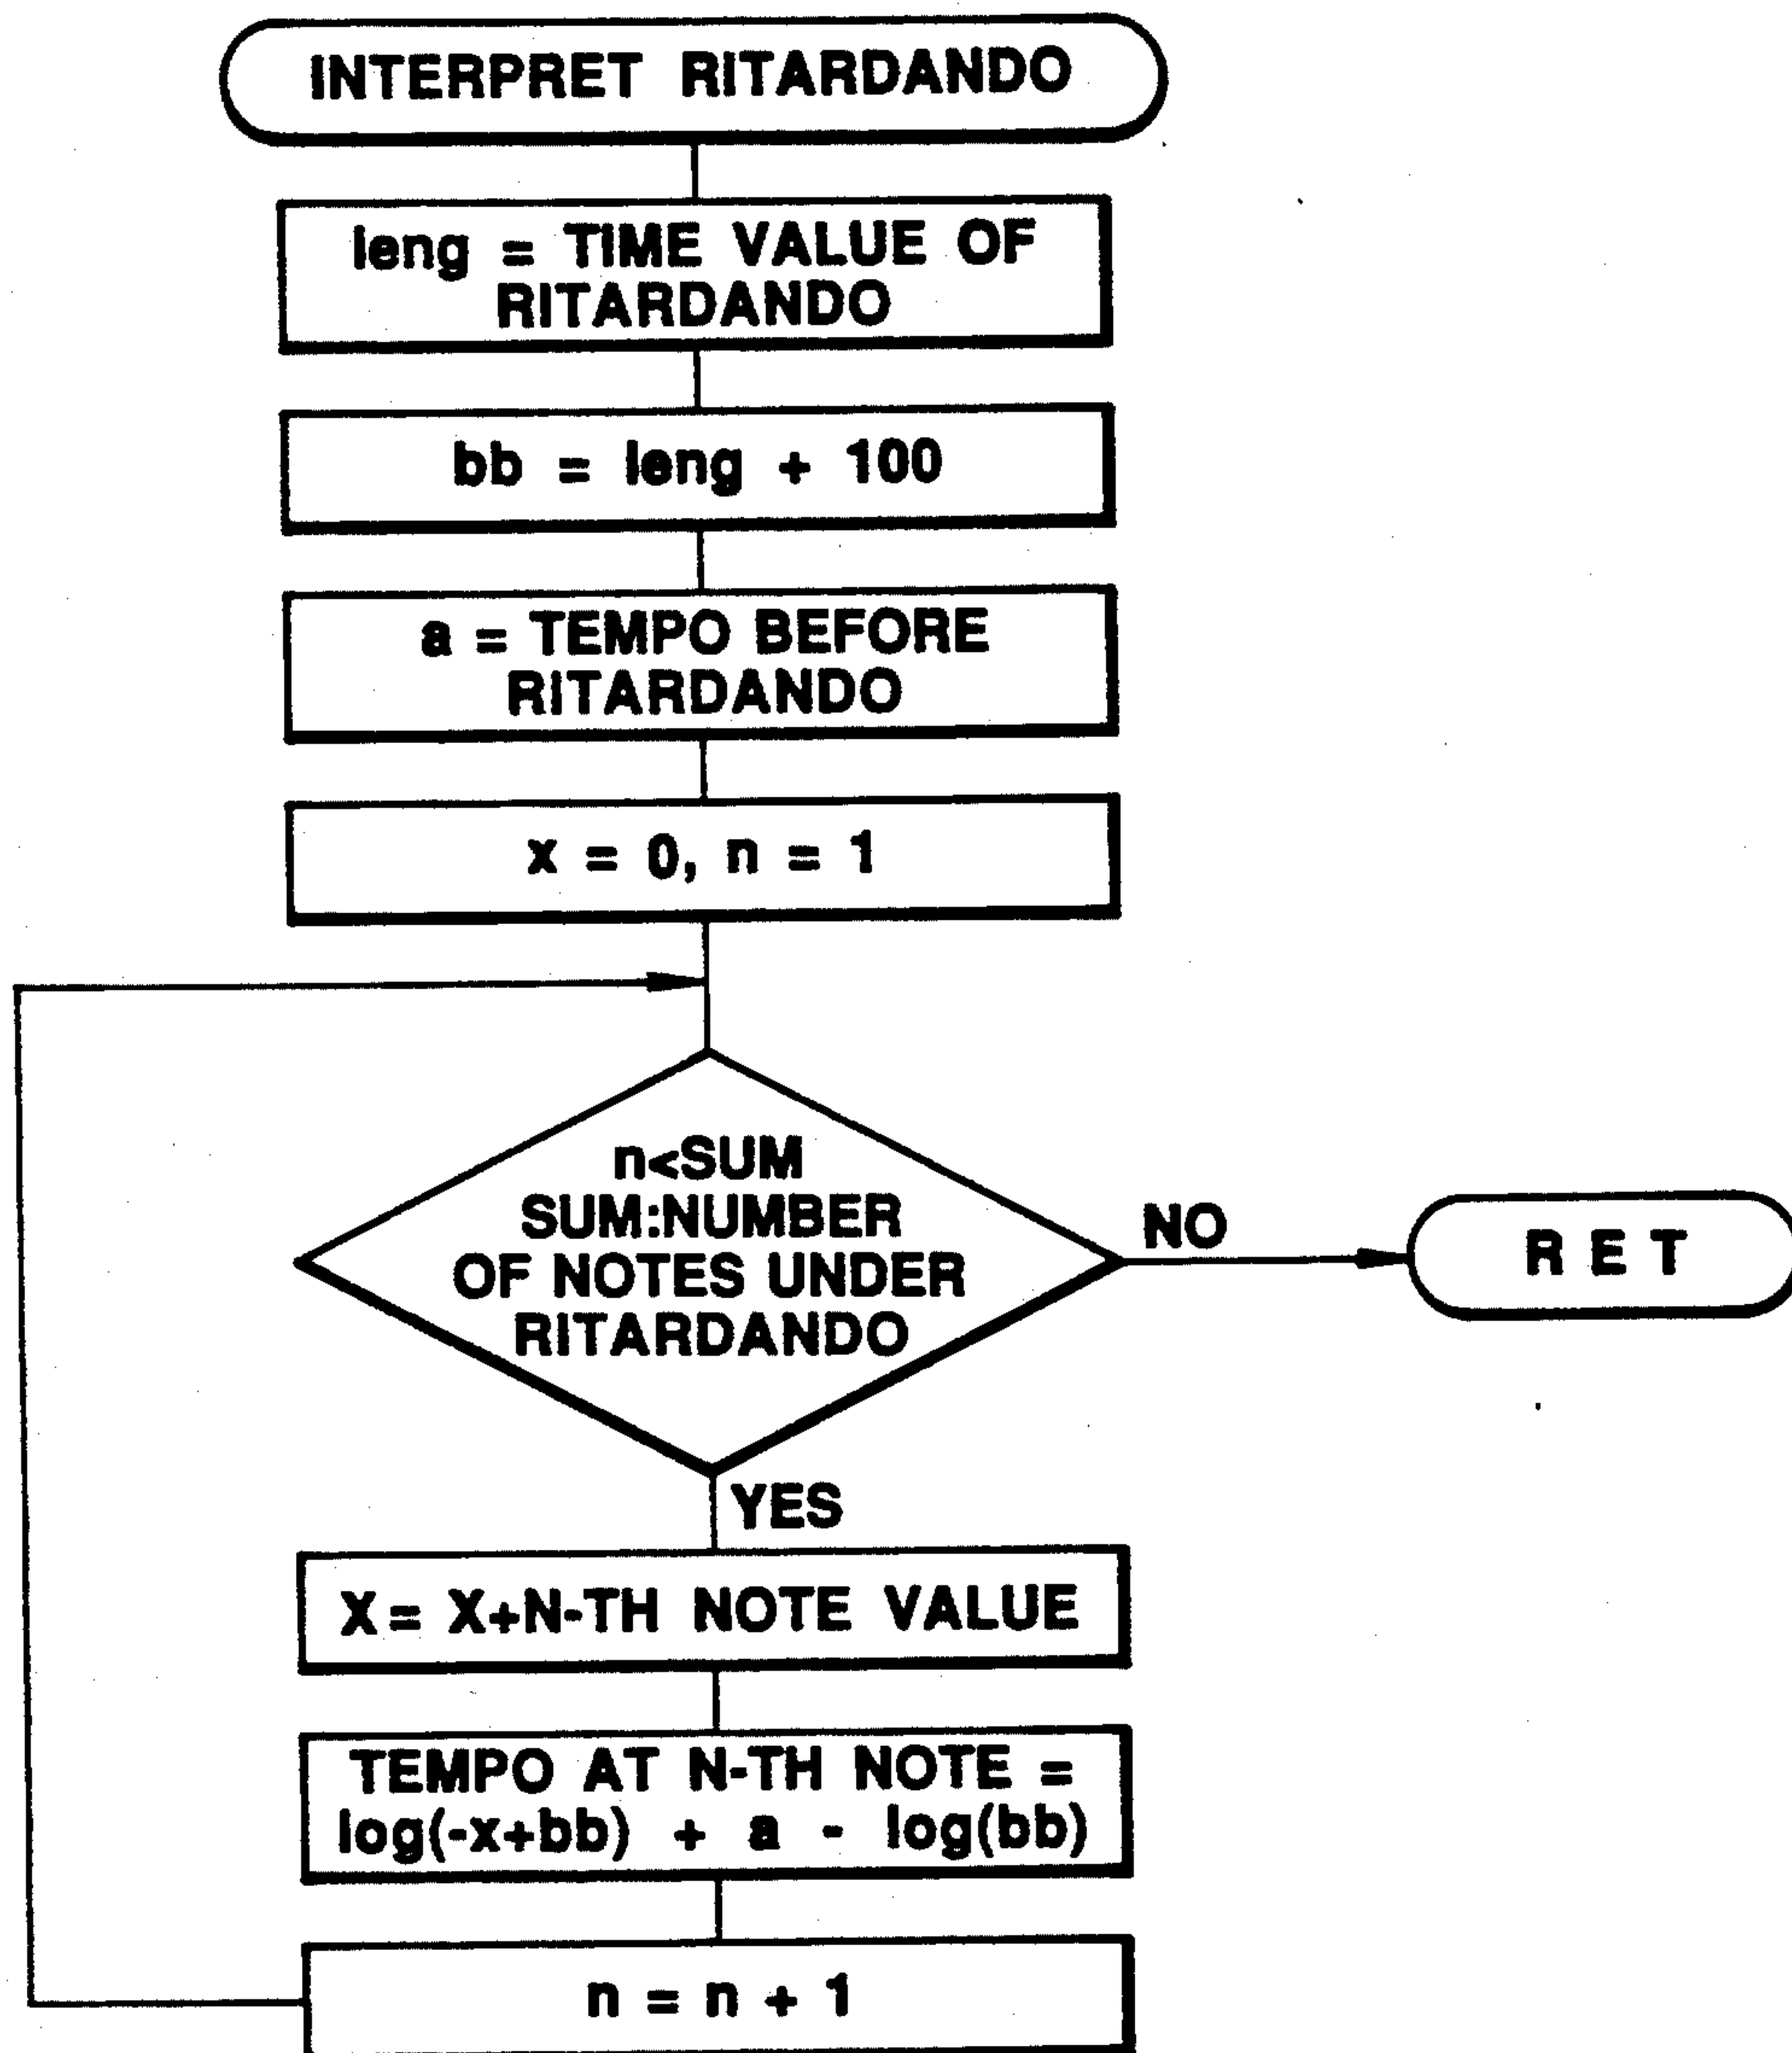 INTERPRET RITARDANDO
leng = TIME VALUE OF
RITARDANDO
bb = leng + 100
a = TEMPO BEFORE
RITARDANDO
x = 0, n = 1
n<SUM
SUM:NUMBER
OF NOTES UNDER
RITARDANDO
NO
RET
YES
X = X+N-TH NOTE VALUE
TEMPO AT N-TH NOTE =
log(-x+bb) + a - log(bb)
n = n + 1